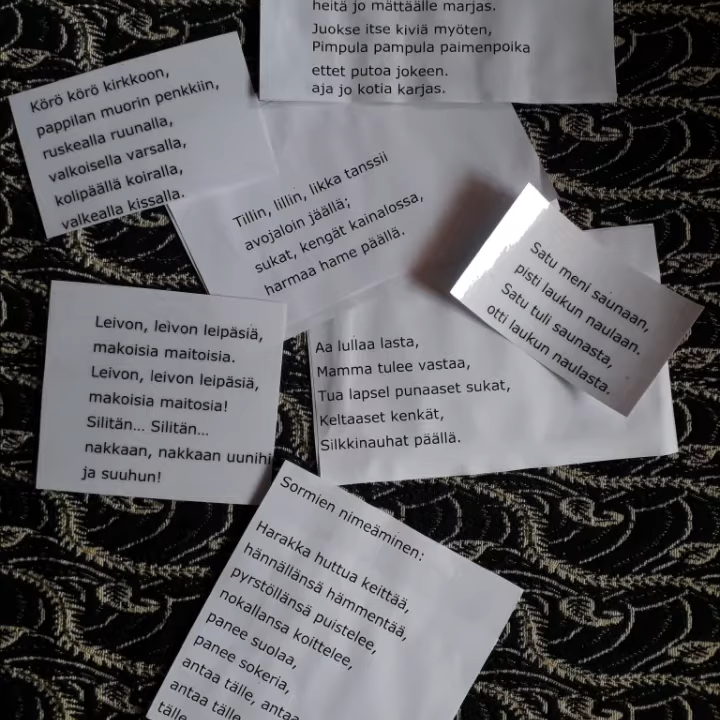 heitä jo mättäälle marjas.
Juokse itse kiviä myöten,
Pimpula pampula paimenpoika
ettet putoa jokeen.
aja jo kotia karjas.
Körö körö kirkkoon,
pappilan muorin penkkiin,
ruskealla ruunalla,
valkoisella varsalla,
kolipäällä koiralla,
valkealla kissalla.
Tilliin, lilliin, likka tanssii
avojaloin jäällä;
sukat, kengät kainalossa,
harmaa hame päällä.
Satu meni saunaan,
pisti laukun naulaan.
Satu tuli saunasta,
otti laukun naulasta.
Leivon, leivon leipäsiä,
makoisia maitoisia.
Leivon, leivon leipäsiä,
makoisia maitosia!
Silitän... Silitän...
nakkaan, nakkaan uunihi
ja suuhun!
Aa lullaa lasta,
Mamma tulee vastaa,
Tua lapsel punaaset sukat,
Keltaaset kenkät,
Silkkinauhat päällä.
Sormien nimeäminen:
Harakka huttua keittää,
hännällänsä hämmentää,
pyrstöllänsä puistelee,
nokallansa koittelee,
panee suolaa,
panee sokeria,
antaa tälle, antaa
antaa tälle
tälle